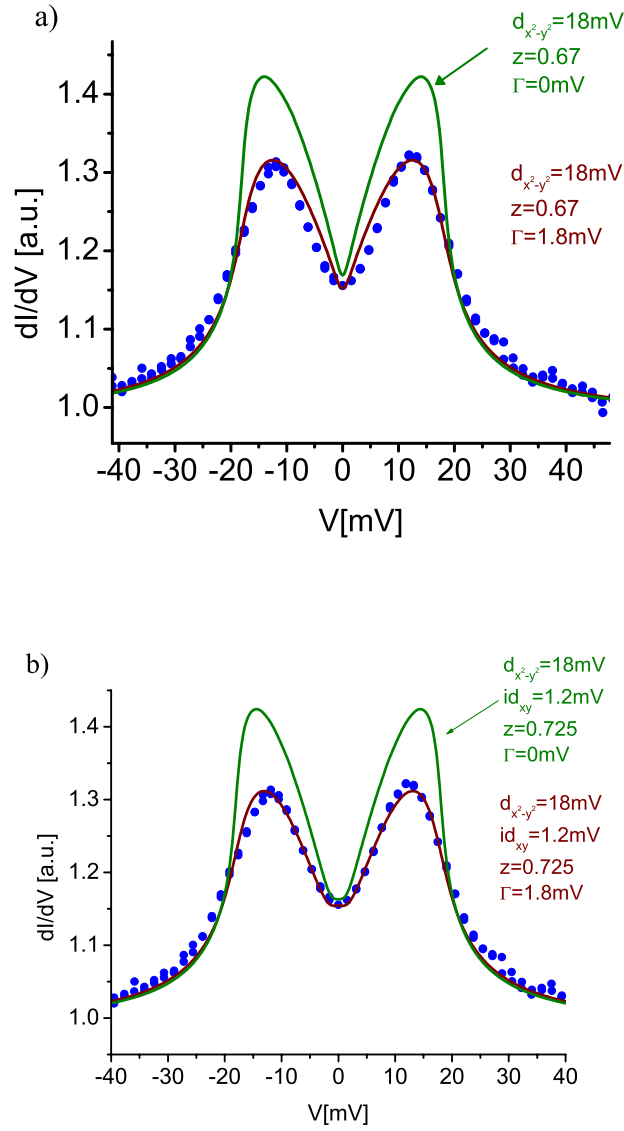 a)
d_{x²-y²}=18mV
z=0.67
Γ=0mV
d_{x²-y²}=18mV
z=0.67
Γ=1.8mV
dI/dV [a.u.]
1.4
1.3
1.2
1.1
1.0
-40 -30 -20 -10 0 10 20 30 40
V[mV]
b)
d_{x²-y²}=18mV
id_{xy}=1.2mV
z=0.725
Γ=0mV
d_{x²-y²}=18mV
id_{xy}=1.2mV
z=0.725
Γ=1.8mV
dI/dV [a.u.]
1.4
1.3
1.2
1.1
1.0
-40 -30 -20 -10 0 10 20 30 40
V[mV]